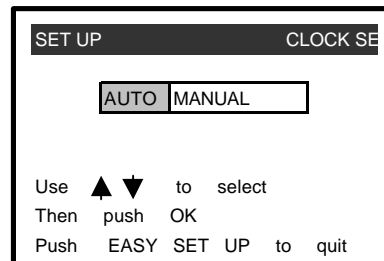 SET UP CLOCK SE
AUTO MANUAL
Use ▲ ▼ to select
Then push OK
Push EASY SET UP to quit